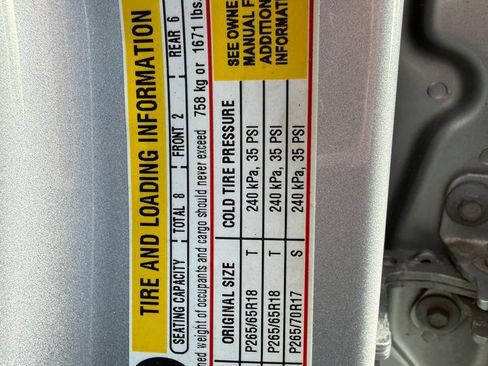 TIRE AND LOADING INFORMATION
SEATING CAPACITY TOTAL 8 FRONT 2 REAR 6
weight of occupants and cargo should never exceed 758 kg or 1671 lbs.
ORIGINAL SIZE COLD TIRE PRESSURE
P265/65R18 T 240 kPa, 35 PSI
P265/65R18 T 240 kPa, 35 PSI
P265/70R17 S 240 kPa, 35 PSI
SEE OWNE
MANUAL F
ADDITION
INFORMAT